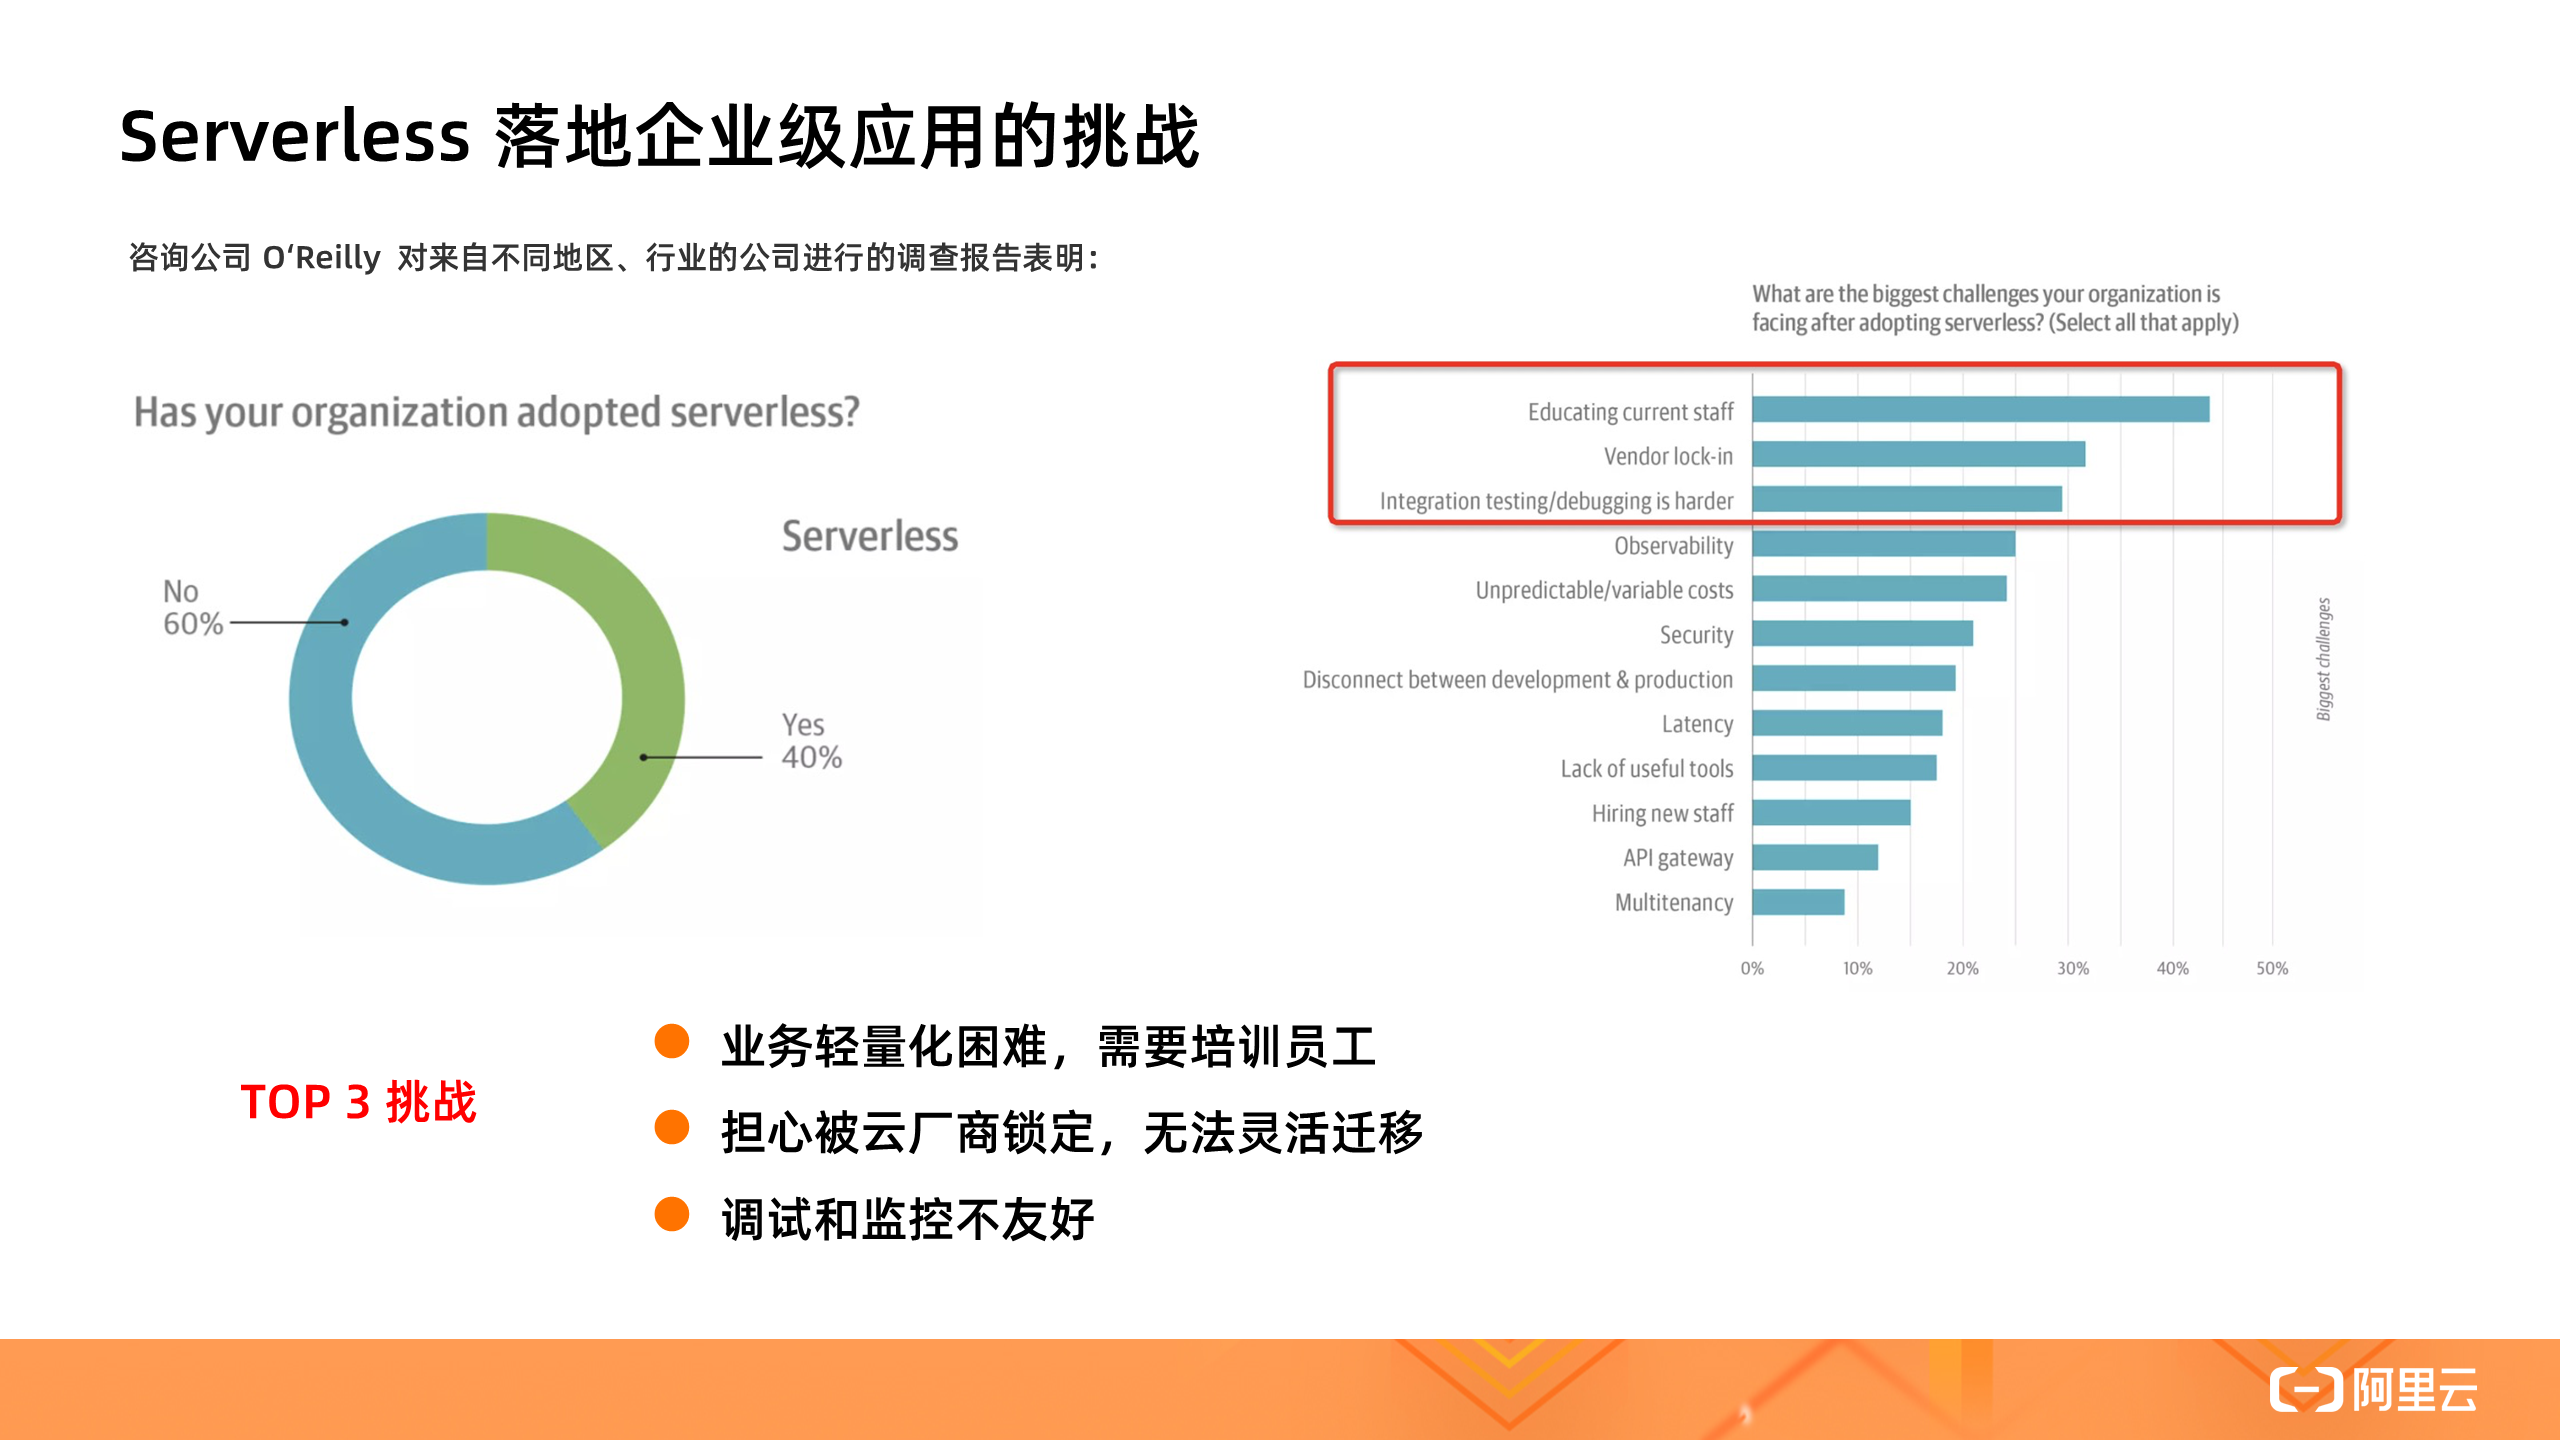 Serverless 落地企业级应用的挑战
咨询公司 O‘Reilly 对来自不同地区、行业的公司进行的调查报告表明：
Has your organization adopted serverless?
Serverless
No
60%
Yes
40%
What are the biggest challenges your organization is
facing after adopting serverless? (Select all that apply)
Educating current staff
Vendor lock-in
Integration testing/debugging is harder
Observability
Unpredictable/variable costs
Security
Disconnect between development & production
Latency
Lack of useful tools
Hiring new staff
API gateway
Multitenancy
0% 10% 20% 30% 40% 50%
Biggest challenges
TOP 3 挑战
业务轻量化困难，需要培训员工
担心被云厂商锁定，无法灵活迁移
调试和监控不友好
阿里云